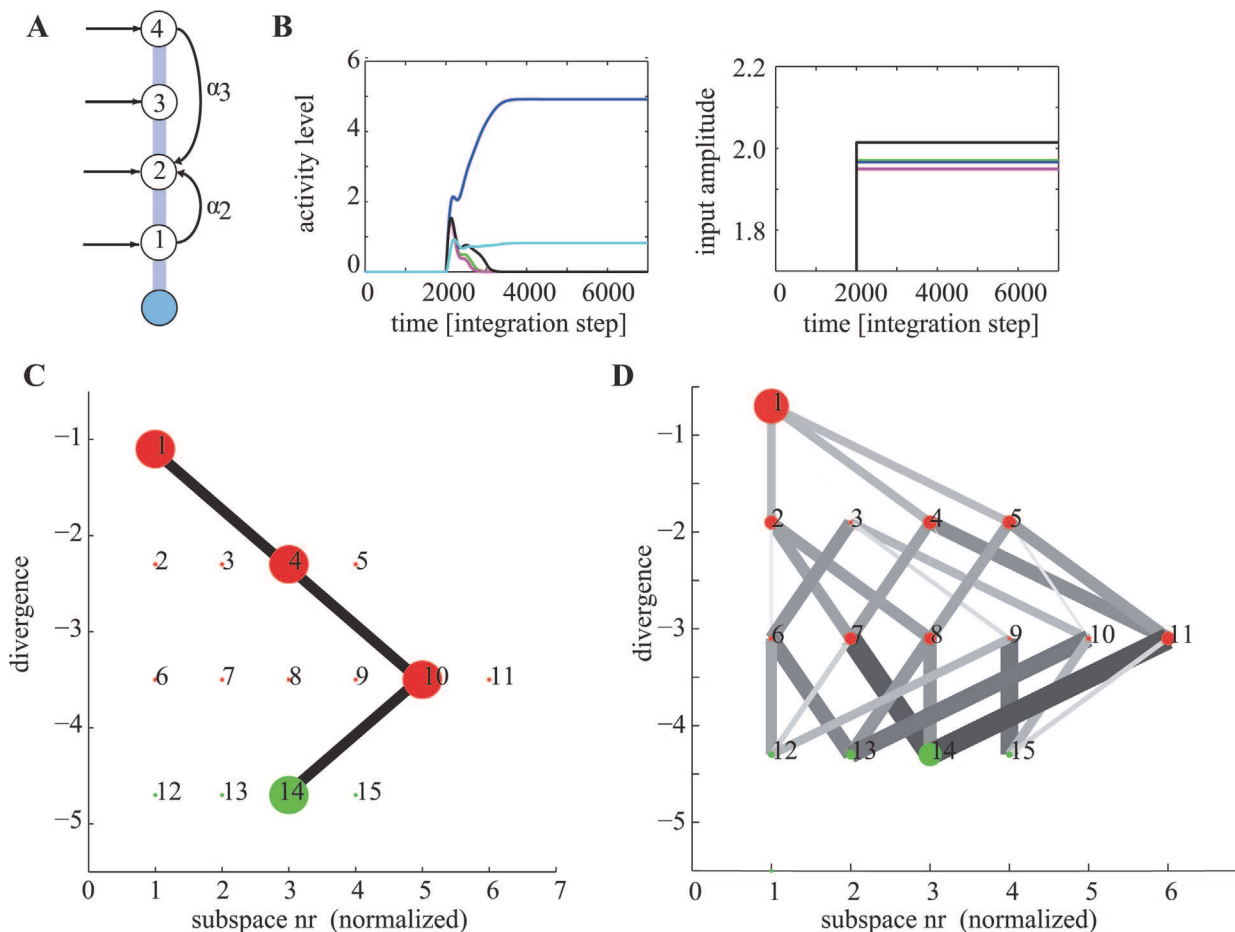 A
4
3
2
1
α3
α2
B
activity level
6
4
2
0
0 2000 4000 6000
time [integration step]
input amplitude
2.2
2.0
1.8
0 2000 4000 6000
time [integration step]
C
divergence
−1
−2
−3
−4
−5
1
4
2 3 5
10
6 7 8 9 11
14
12 13 15
0 1 2 3 4 5 6 7
subspace nr (normalized)
D
divergence
−1
−2
−3
−4
−5
1
2 3 4 5
6 7 8 9 10 11
12 13 14 15
0 1 2 3 4 5 6
subspace nr (normalized)